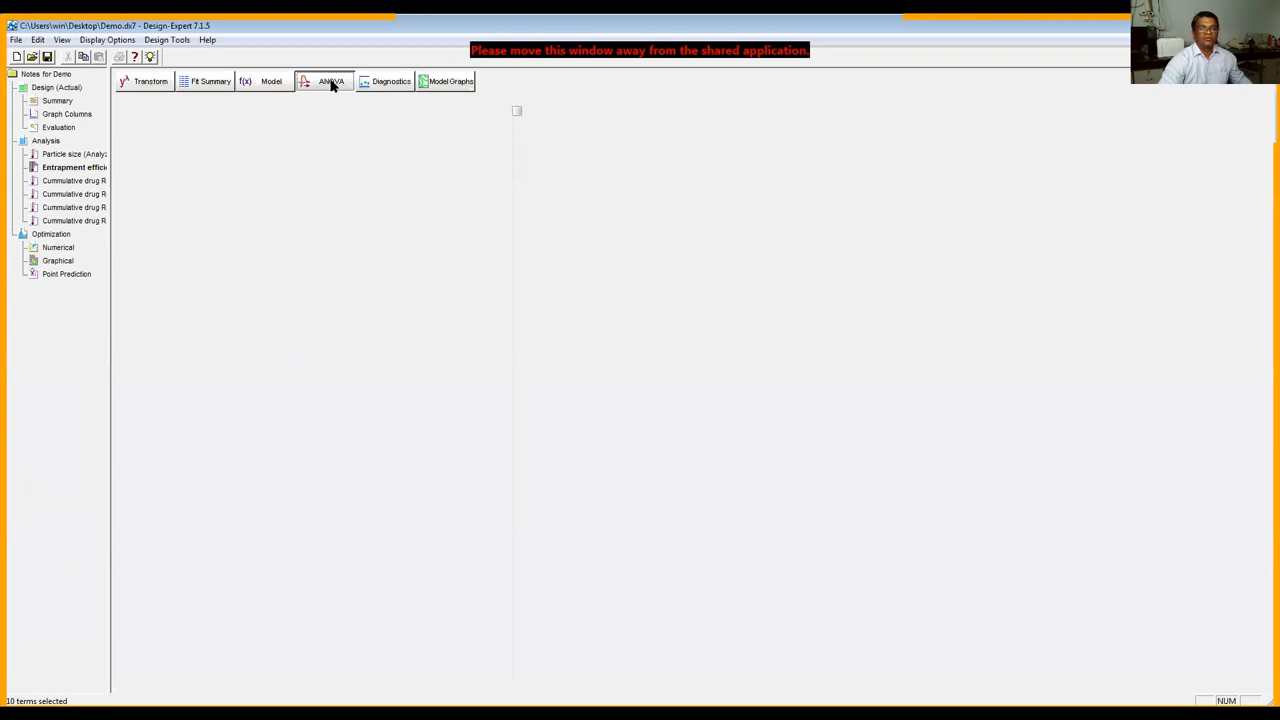 C:\Users\win\Desktop\Demo.dx7 - Design-Expert 7.1.5
File Edit View Display Options Design Tools Help
Please move this window away from the shared application.
Notes for Demo
Design (Actual)
Summary
Graph Columns
Evaluation
Analysis
Particle size (Analyz
Entrapment effici
Cummulative drug R
Cummulative drug R
Cummulative drug R
Cummulative drug R
Optimization
Numerical
Graphical
Point Prediction
yλ Transform Fit Summary f(x) Model ANOVA Diagnostics Model Graphs
10 terms selected
NUM